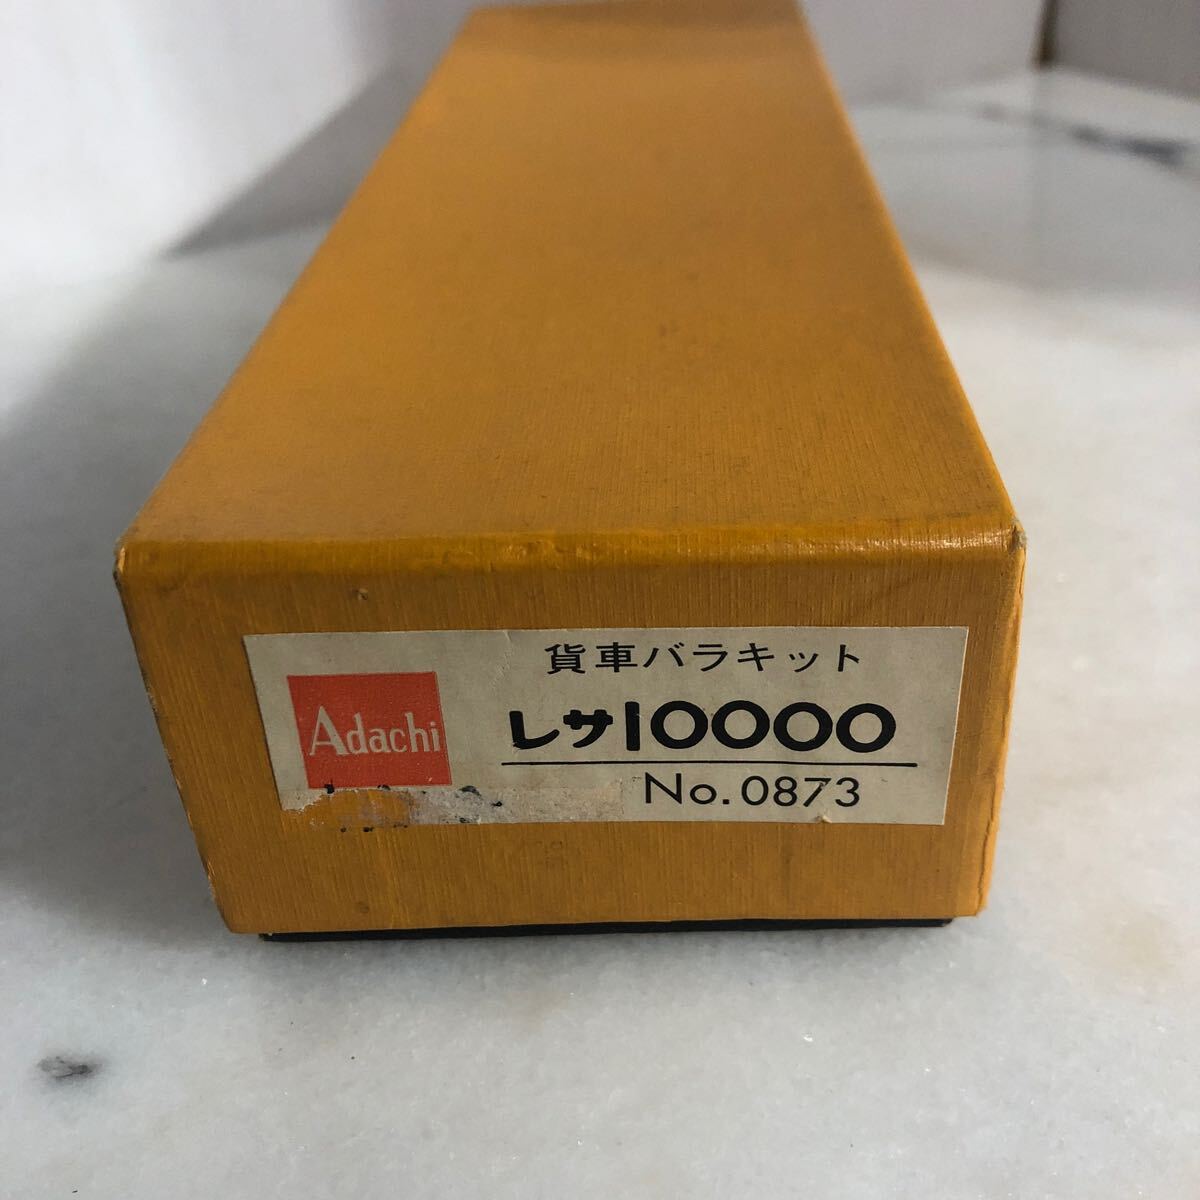 貨車バラキット
Adachi
レサ10000
No.0873